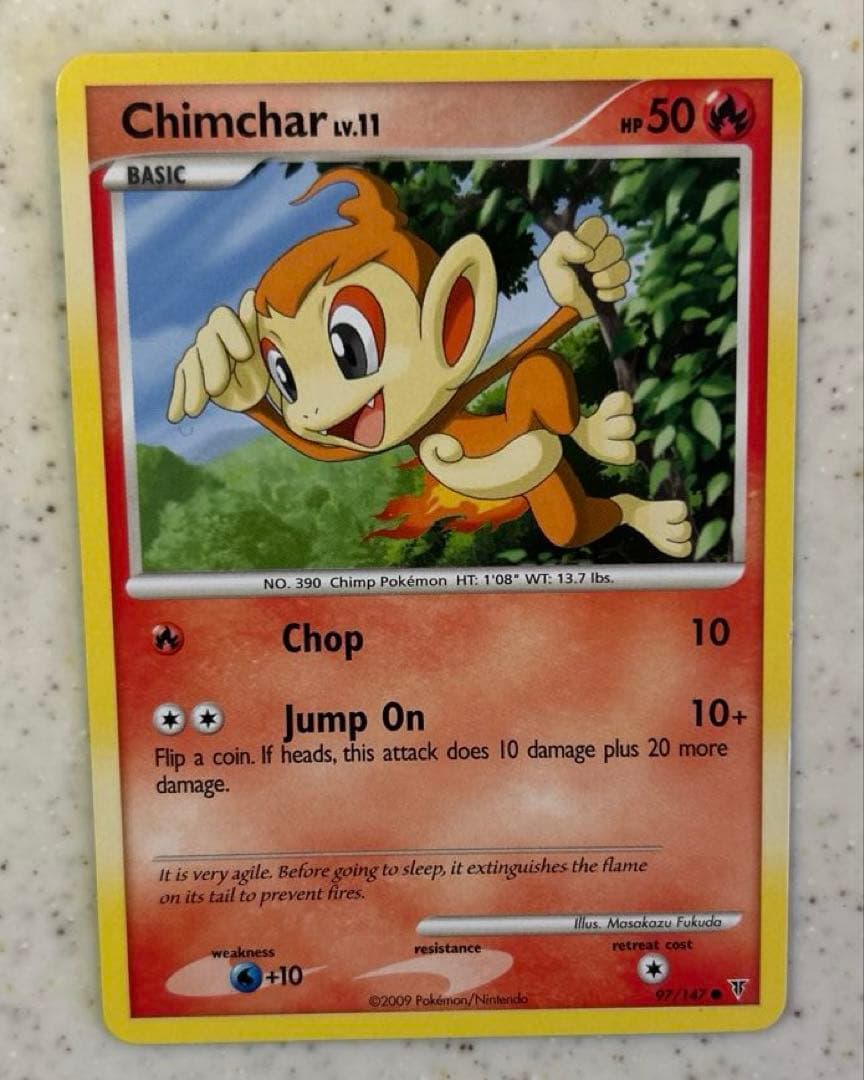 Chimchar LV.11
HP 50
BASIC
NO. 390 Chimp Pokémon HT: 1'08" WT: 13.7 lbs.
Chop 10
Jump On 10+
Flip a coin. If heads, this attack does 10 damage plus 20 more
damage.
It is very agile. Before going to sleep, it extinguishes the flame
on its tail to prevent fires.
Illus. Masakazu Fukuda
weakness resistance retreat cost
+10
©2009 Pokémon/Nintendo
97/147